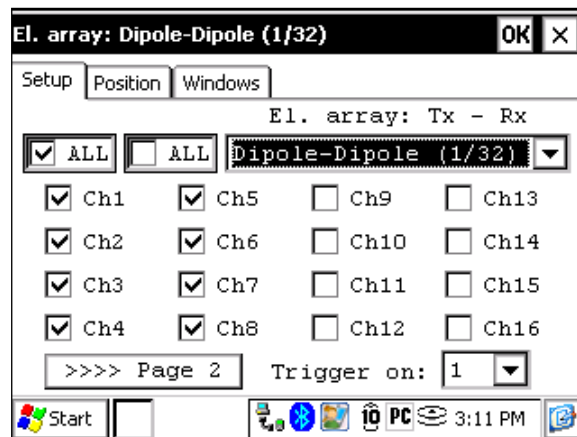 El. array: Dipole-Dipole (1/32) OK ×
Setup Position Windows
El. array: Tx - Rx
ALL ALL Dipole-Dipole (1/32)
Ch1 Ch5 Ch9 Ch13
Ch2 Ch6 Ch10 Ch14
Ch3 Ch7 Ch11 Ch15
Ch4 Ch8 Ch12 Ch16
>>>> Page 2 Trigger on: 1
Start iQ PC 3:11 PM